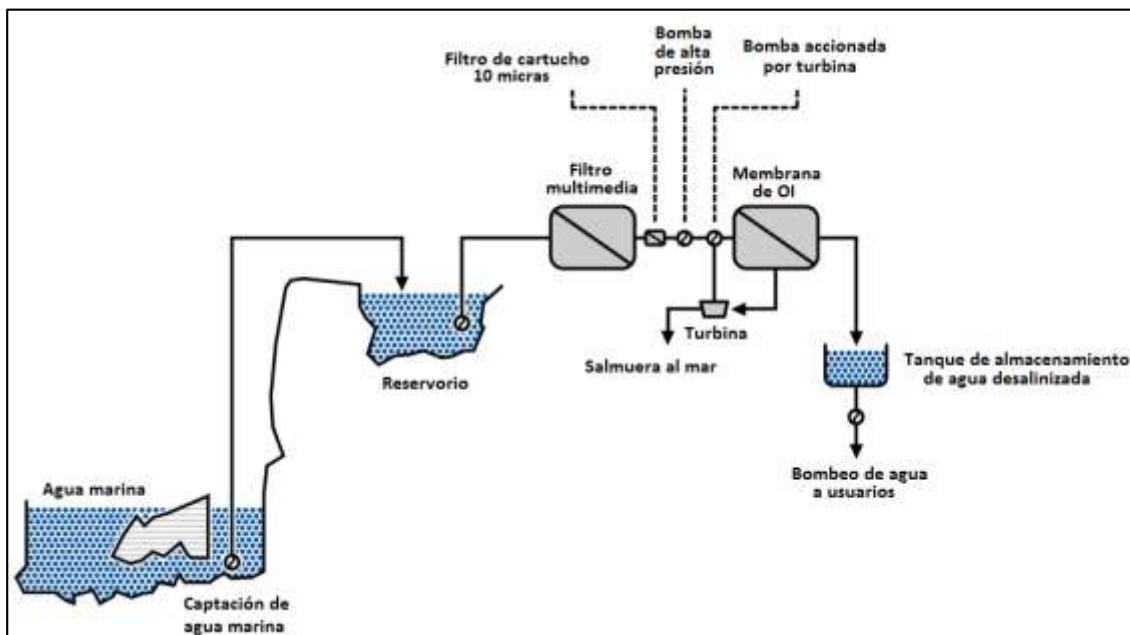 Filtro de cartucho
10 micras
Bomba
de alta
presión
Bomba accionada
por turbina
Filtro
multimedia
Membrana
de OI
Turbina
Salmuera al mar
Reservorio
Tanque de almacenamiento
de agua desalinizada
Bombeo de agua
a usuarios
Agua marina
Captación de
agua marina